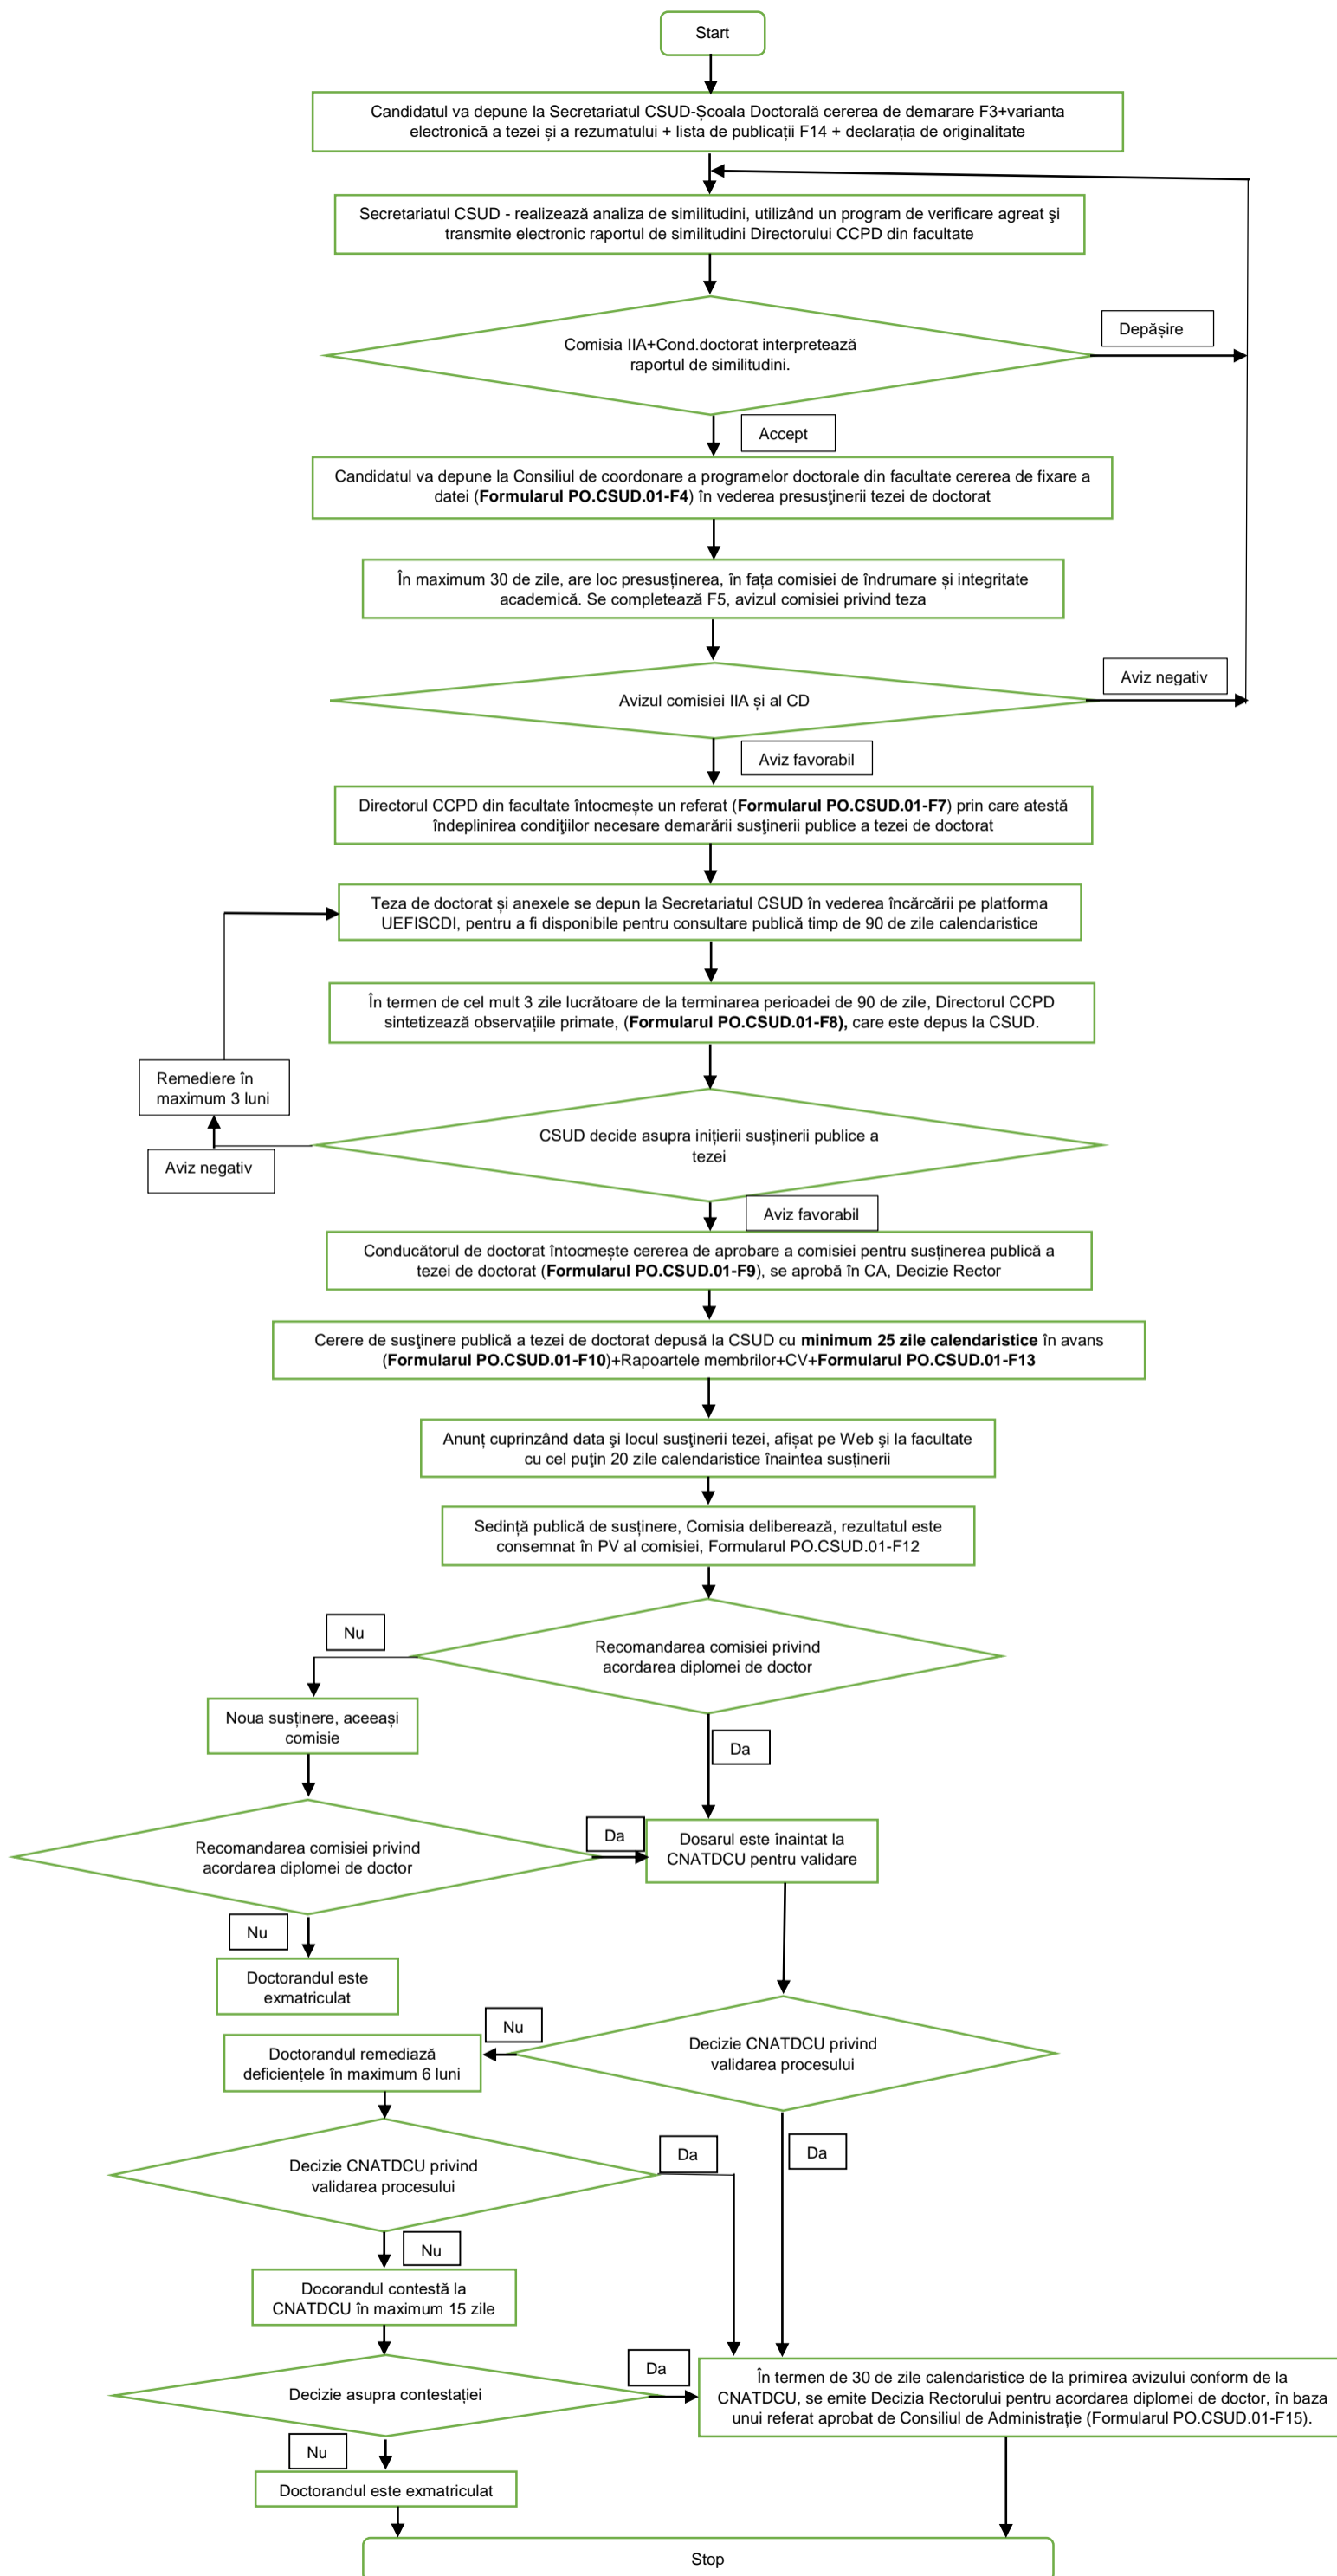 Start
Candidatul va depune la Secretariatul CSUD-Școala Doctorală cererea de demarare F3+varianta
electronică a tezei și a rezumatului + lista de publicații F14 + declarația de originalitate
Secretariatul CSUD - realizează analiza de similitudini, utilizând un program de verificare agreat şi
transmite electronic raportul de similitudini Directorului CCPD din facultate
Depășire
Comisia IIA+Cond.doctorat interpretează
raportul de similitudini.
Accept
Candidatul va depune la Consiliul de coordonare a programelor doctorale din facultate cererea de fixare a
datei (Formularul PO.CSUD.01-F4) în vederea presusţinerii tezei de doctorat
În maximum 30 de zile, are loc presusținerea, în fața comisiei de îndrumare și integritate
academică. Se completează F5, avizul comisiei privind teza
Aviz negativ
Avizul comisiei IIA și al CD
Aviz favorabil
Directorul CCPD din facultate întocmește un referat (Formularul PO.CSUD.01-F7) prin care atestă
îndeplinirea condiţiilor necesare demarării susţinerii publice a tezei de doctorat
Teza de doctorat și anexele se depun la Secretariatul CSUD în vederea încărcării pe platforma
UEFISCDI, pentru a fi disponibile pentru consultare publică timp de 90 de zile calendaristice
În termen de cel mult 3 zile lucrătoare de la terminarea perioadei de 90 de zile, Directorul CCPD
sintetizează observațiile primate, (Formularul PO.CSUD.01-F8), care este depus la CSUD.
Remediere în
maximum 3 luni
CSUD decide asupra inițierii susținerii publice a
tezei
Aviz negativ
Aviz favorabil
Conducătorul de doctorat întocmește cererea de aprobare a comisiei pentru susținerea publică a
tezei de doctorat (Formularul PO.CSUD.01-F9), se aprobă în CA, Decizie Rector
Cerere de susţinere publică a tezei de doctorat depusă la CSUD cu minimum 25 zile calendaristice în avans
(Formularul PO.CSUD.01-F10)+Rapoartele membrilor+CV+Formularul PO.CSUD.01-F13
Anunț cuprinzând data şi locul susţinerii tezei, afișat pe Web şi la facultate
cu cel puţin 20 zile calendaristice înaintea susținerii
Sedință publică de susținere, Comisia deliberează, rezultatul este
consemnat în PV al comisiei, Formularul PO.CSUD.01-F12
Nu
Recomandarea comisiei privind
acordarea diplomei de doctor
Noua susținere, aceeași
comisie
Da
Recomandarea comisiei privind
acordarea diplomei de doctor
Da
Dosarul este înaintat la
CNATDCU pentru validare
Nu
Doctorandul este
exmatriculat
Nu
Decizie CNATDCU privind
validarea procesului
Doctorandul remediază
deficiențele în maximum 6 luni
Da
Da
Decizie CNATDCU privind
validarea procesului
Nu
Docorandul contestă la
CNATDCU în maximum 15 zile
Da
Decizie asupra contestației
În termen de 30 de zile calendaristice de la primirea avizului conform de la
CNATDCU, se emite Decizia Rectorului pentru acordarea diplomei de doctor, în baza
unui referat aprobat de Consiliul de Administrație (Formularul PO.CSUD.01-F15).
Nu
Doctorandul este exmatriculat
Stop